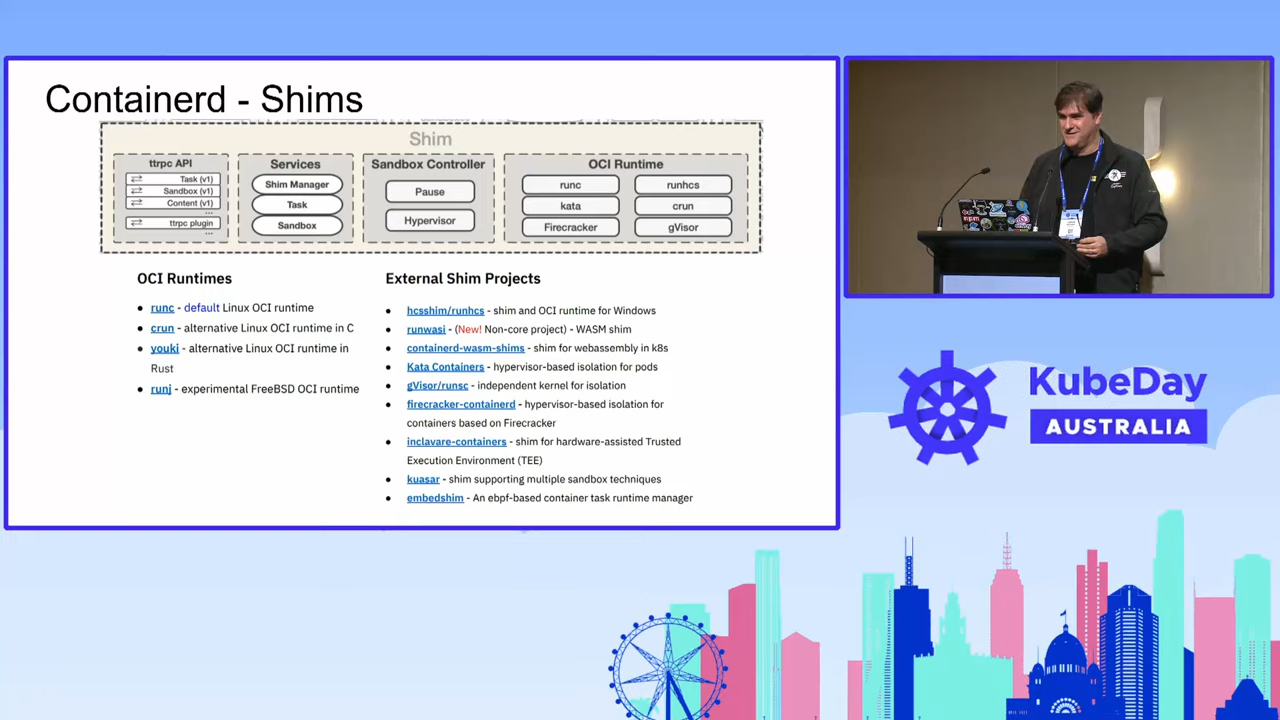 Containerd - Shims
Shim
ttrpc API
Task (v1)
Sandbox (v1)
Content (v1)
...
ttrpc plugin
...
Services
Shim Manager
Task
Sandbox
Sandbox Controller
Pause
Hypervisor
OCI Runtime
runc
runhcs
kata
crun
Firecracker
gVisor
OCI Runtimes
runc - default Linux OCI runtime
crun - alternative Linux OCI runtime in C
youki - alternative Linux OCI runtime in
Rust
runj - experimental FreeBSD OCI runtime
External Shim Projects
hcsshim/runhcs - shim and OCI runtime for Windows
runwasi - (New! Non-core project) - WASM shim
containerd-wasm-shims - shim for webassembly in k8s
Kata Containers - hypervisor-based isolation for pods
gVisor/runsc - independent kernel for isolation
firecracker-containerd - hypervisor-based isolation for
containers based on Firecracker
inclavare-containers - shim for hardware-assisted Trusted
Execution Environment (TEE)
kuasar - shim supporting multiple sandbox techniques
embedshim - An ebpf-based container task runtime manager
KubeDay
AUSTRALIA